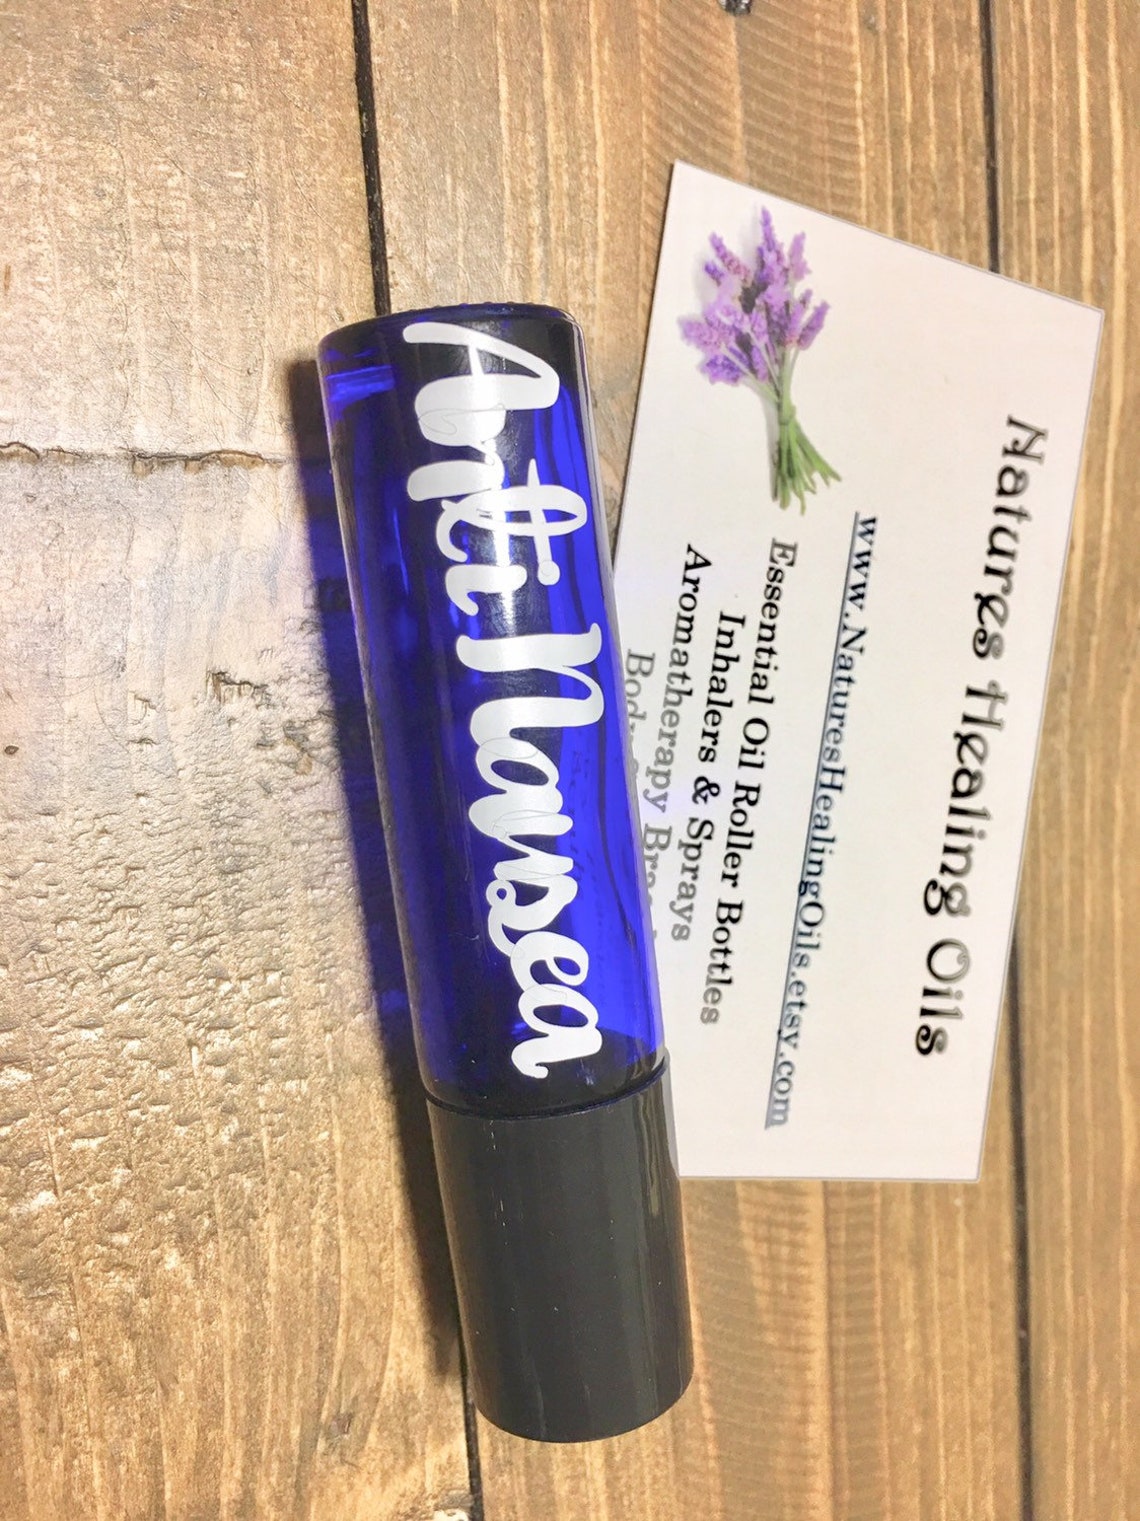 Anti Nausea
Natures Healing Oils
www.NaturesHealingOils.etsy.com
Essential Oil Roller Bottles
Inhalers & Sprays
Aromatherapy